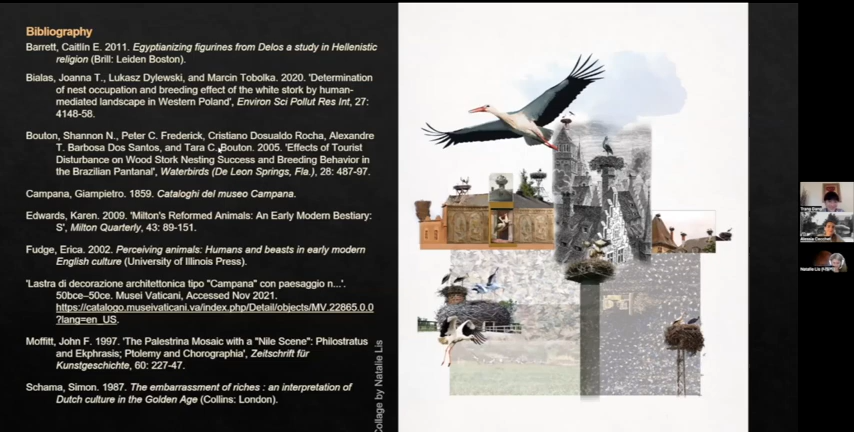 Bibliography
Barrett, Caitlin E. 2011. Egyptianizing figurines from Delos a study in Hellenistic
religion (Brill: Leiden Boston).
Bialas, Joanna T., Lukasz Dylewski, and Marcin Tobolka. 2020. 'Determination
of nest occupation and breeding effect of the white stork by human-
mediated landscape in Western Poland', Environ Sci Pollut Res Int, 27:
4148-58.
Bouton, Shannon N., Peter C. Frederick, Cristiano Dosualdo Rocha, Alexandre
T. Barbosa Dos Santos, and Tara C. Bouton. 2005. 'Effects of Tourist
Disturbance on Wood Stork Nesting Success and Breeding Behavior in
the Brazilian Pantanal', Waterbirds (De Leon Springs, Fla.), 28: 487-97.
Campana, Giampietro. 1859. Cataloghi del museo Campana.
Edwards, Karen. 2009. 'Milton's Reformed Animals: An Early Modern Bestiary:
S', Milton Quarterly, 43: 89-151.
Fudge, Erica. 2002. Perceiving animals: Humans and beasts in early modern
English culture (University of Illinois Press).
'Lastra di decorazione architettonica tipo "Campana" con paesaggio n...'.
50bce–50ce. Musei Vaticani, Accessed Nov 2021.
https://catalogo.museivaticani.va/index.php/Detail/objects/MV.22865.0.0
?lang=en_US.
Moffitt, John F. 1997. 'The Palestrina Mosaic with a "Nile Scene": Philostratus
and Ekphrasis; Ptolemy and Chorographia', Zeitschrift für
Kunstgeschichte, 60: 227-47.
Schama, Simon. 1987. The embarrassment of riches : an interpretation of
Dutch culture in the Golden Age (Collins: London).
Collage by Natalie Lis
Natalie Lis